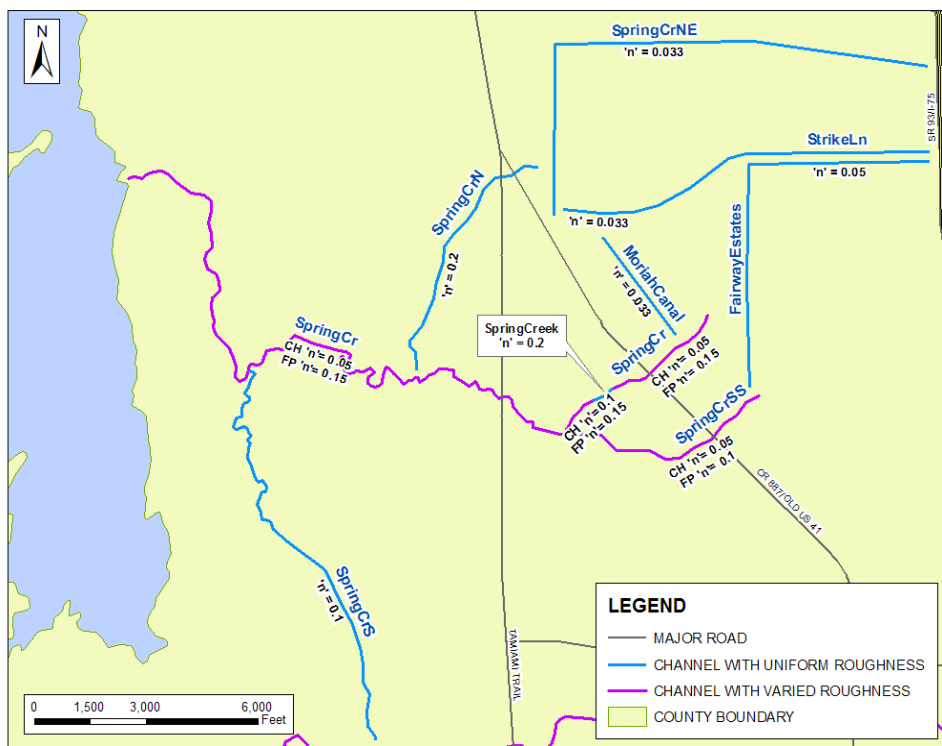 N
SpringCrNE
'n' = 0.033
SR 93/I-75
StrikeLn
'n' = 0.05
SpringCrN
'n' = 0.2
'n' = 0.033
MoriahCanal
'n' = 0.033
FairwayEstates
SpringCreek
'n' = 0.2
SpringCr
CH 'n'= 0.05
FP 'n'= 0.15
SpringCr
CH 'n'= 0.05
FP 'n'= 0.15
CH 'n'= 0.1
FP 'n'= 0.15
SpringCrSS
CH 'n'= 0.05
FP 'n'= 0.1
CR 887/OLD US 41
SpringCrS
'n' = 0.1
TAMIAMI TRAIL
LEGEND
MAJOR ROAD
CHANNEL WITH UNIFORM ROUGHNESS
CHANNEL WITH VARIED ROUGHNESS
COUNTY BOUNDARY
0 1,500 3,000 6,000
Feet